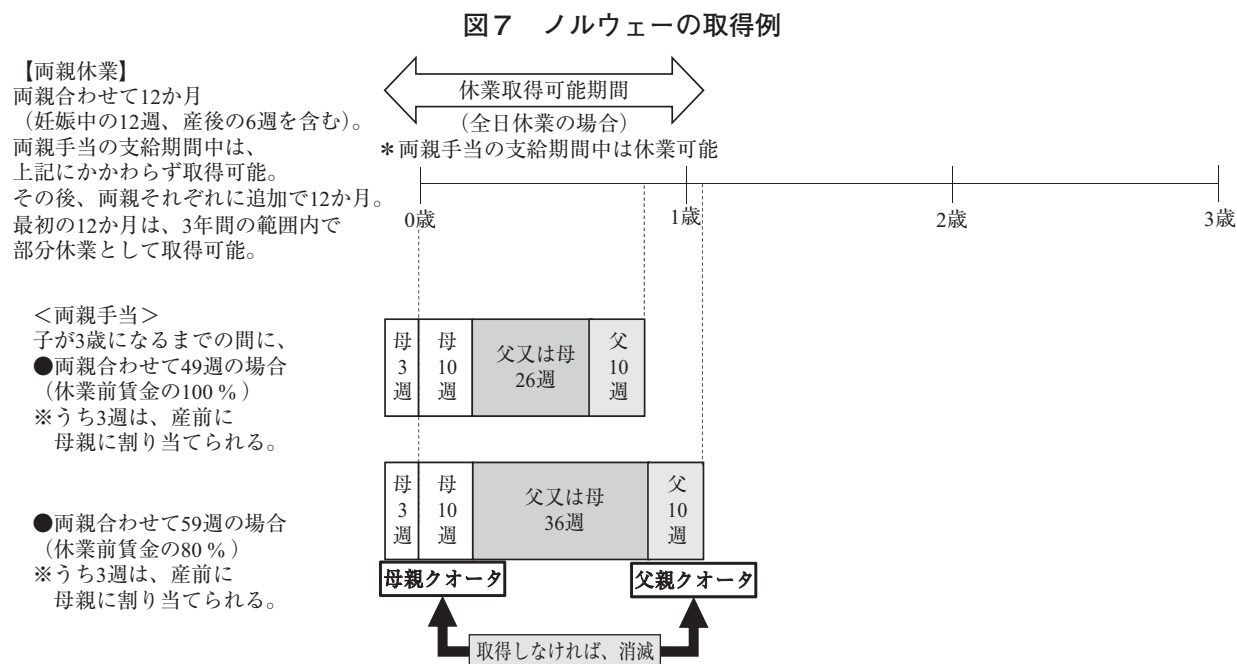 図7 ノルウェーの取得例
【両親休業】
両親合わせて12か月
（妊娠中の12週、産後の6週を含む）。
両親手当の支給期間中は、
上記にかかわらず取得可能。
その後、両親それぞれに追加で12か月。
最初の12か月は、3年間の範囲内で
部分休業として取得可能。
休業取得可能期間
（全日休業の場合）
＊両親手当の支給期間中は休業可能
0歳
1歳
2歳
3歳
＜両親手当＞
子が3歳になるまでの間に、
●両親合わせて49週の場合
（休業前賃金の100％）
※うち3週は、産前に
母親に割り当てられる。
母3週
母10週
父又は母
26週
父10週
●両親合わせて59週の場合
（休業前賃金の80％）
※うち3週は、産前に
母親に割り当てられる。
母3週
母10週
父又は母
36週
父10週
母親クオータ
父親クオータ
取得しなければ、消滅